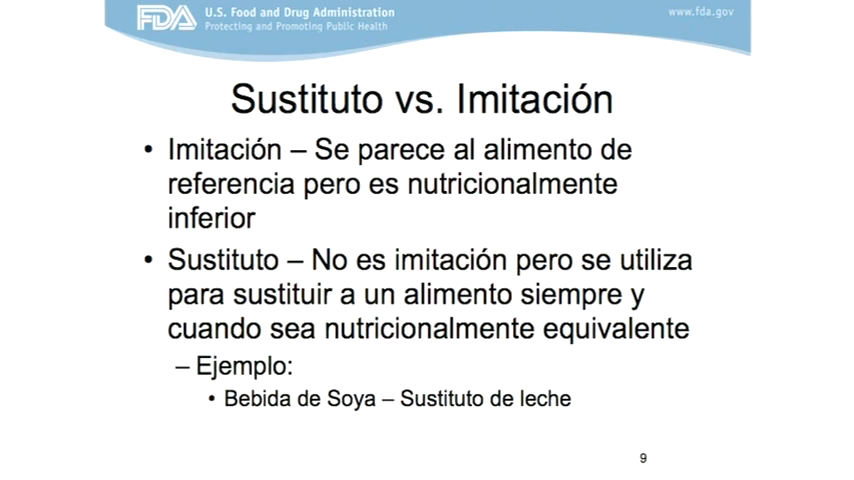 FDA U.S. Food and Drug Administration
Protecting and Promoting Public Health
www.fda.gov
Sustituto vs. Imitación
• Imitación – Se parece al alimento de
referencia pero es nutricionalmente
inferior
• Sustituto – No es imitación pero se utiliza
para sustituir a un alimento siempre y
cuando sea nutricionalmente equivalente
– Ejemplo:
• Bebida de Soya – Sustituto de leche
9